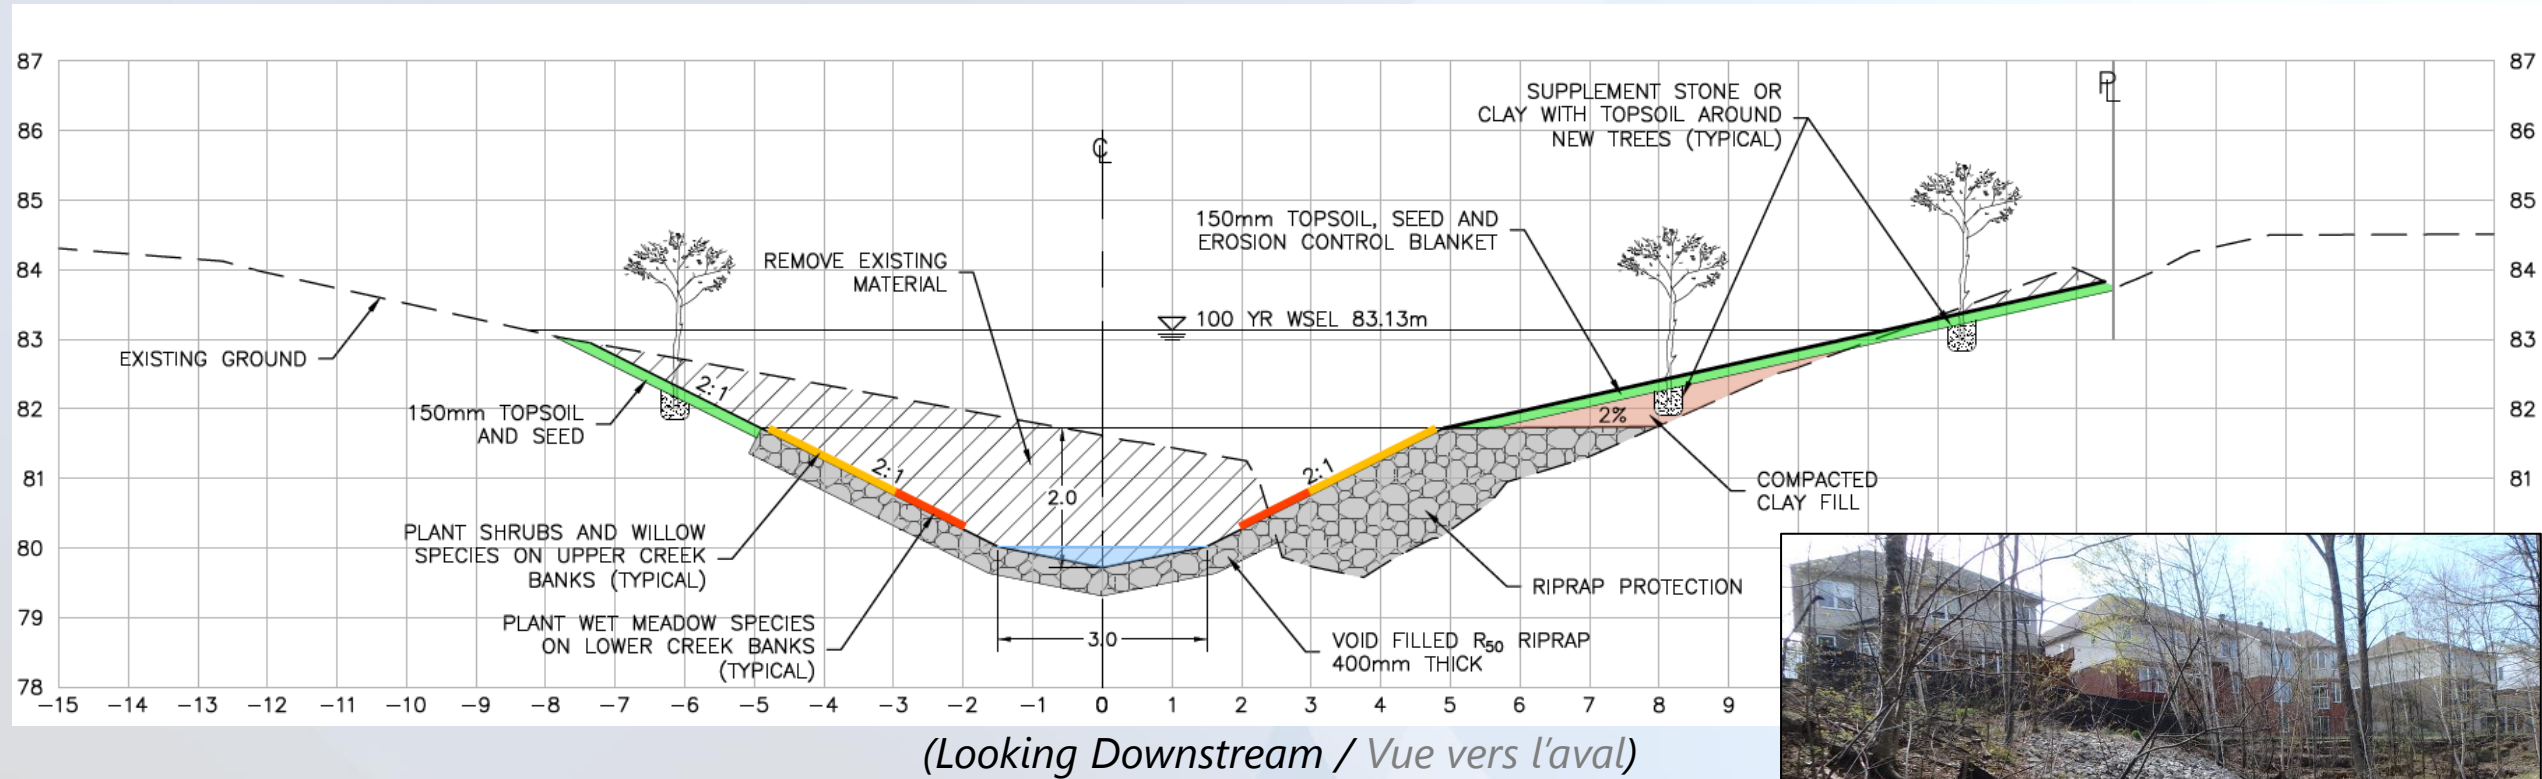 87
86
85
84
83
82
81
80
79
78
87
86
85
84
83
82
81
℄
P
L
SUPPLEMENT STONE OR
CLAY WITH TOPSOIL AROUND
NEW TREES (TYPICAL)
150mm TOPSOIL, SEED AND
EROSION CONTROL BLANKET
REMOVE EXISTING
MATERIAL
100 YR WSEL 83.13m
EXISTING GROUND
150mm TOPSOIL
AND SEED
2:1
2:1
2:1
2%
2.0
3.0
COMPACTED
CLAY FILL
PLANT SHRUBS AND WILLOW
SPECIES ON UPPER CREEK
BANKS (TYPICAL)
RIPRAP PROTECTION
PLANT WET MEADOW SPECIES
ON LOWER CREEK BANKS
(TYPICAL)
VOID FILLED R50 RIPRAP
400mm THICK
-15 -14 -13 -12 -11 -10 -9 -8 -7 -6 -5 -4 -3 -2 -1 0 1 2 3 4 5 6 7 8 9
(Looking Downstream / Vue vers l'aval)